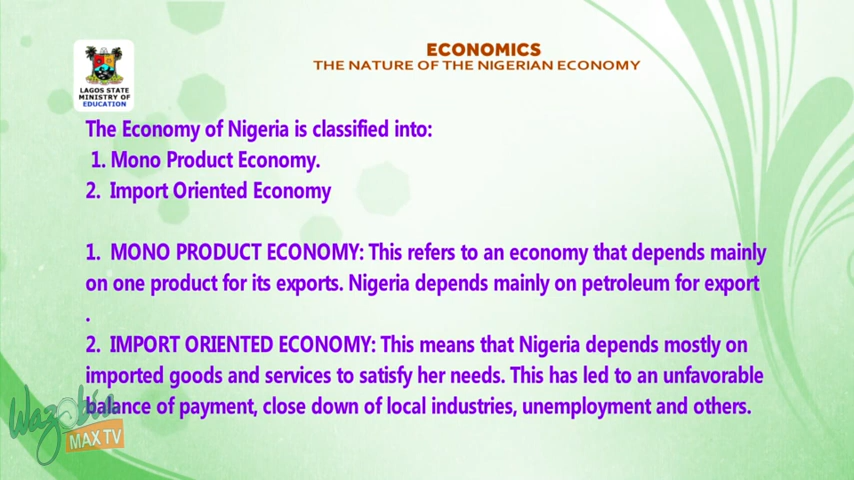 ECONOMICS
THE NATURE OF THE NIGERIAN ECONOMY
LAGOS STATE
MINISTRY OF
EDUCATION
The Economy of Nigeria is classified into:
1. Mono Product Economy.
2. Import Oriented Economy
1. MONO PRODUCT ECONOMY: This refers to an economy that depends mainly
on one product for its exports. Nigeria depends mainly on petroleum for export
.
2. IMPORT ORIENTED ECONOMY: This means that Nigeria depends mostly on
imported goods and services to satisfy her needs. This has led to an unfavorable
balance of payment, close down of local industries, unemployment and others.
Wazobia
MAX TV